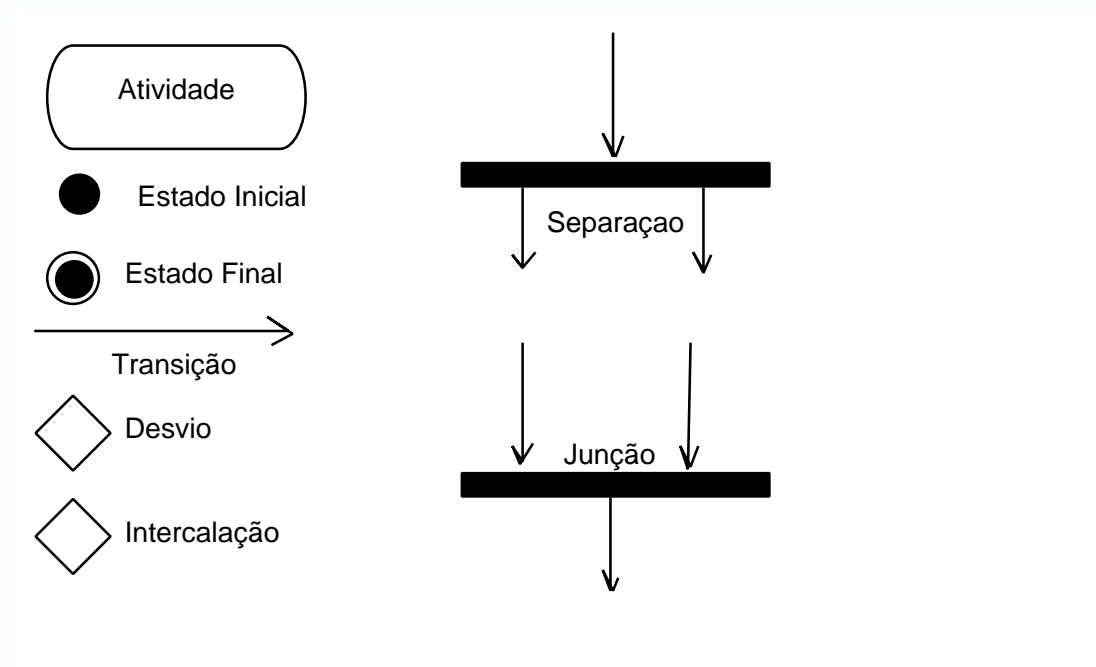 Atividade
Estado Inicial
Estado Final
Transição
Desvio
Intercalação
Separaçao
Junção